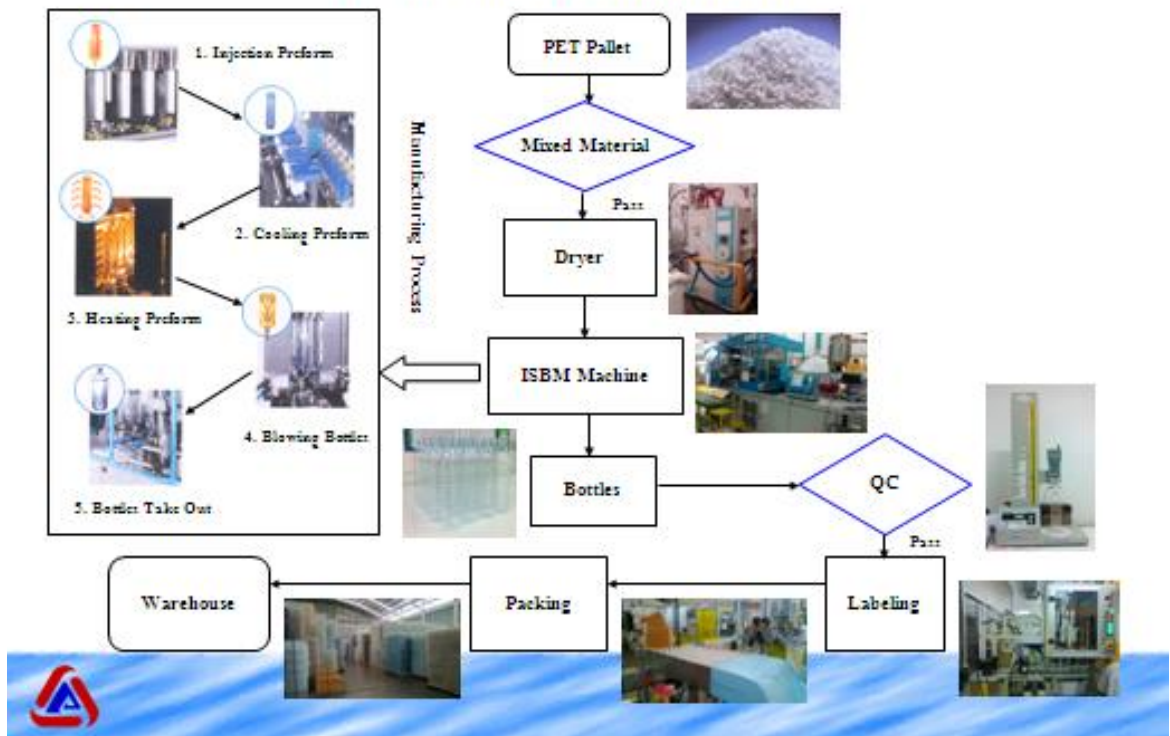 1. Injection Preform
2. Cooling Preform
3. Heating Preform
4. Blowing Bottles
5. Bottles Take Out
Manufacturing Process
PET Pallet
Mixed Material
Pass
Dryer
ISBM Machine
Bottles
QC
Pass
Labeling
Packing
Warehouse